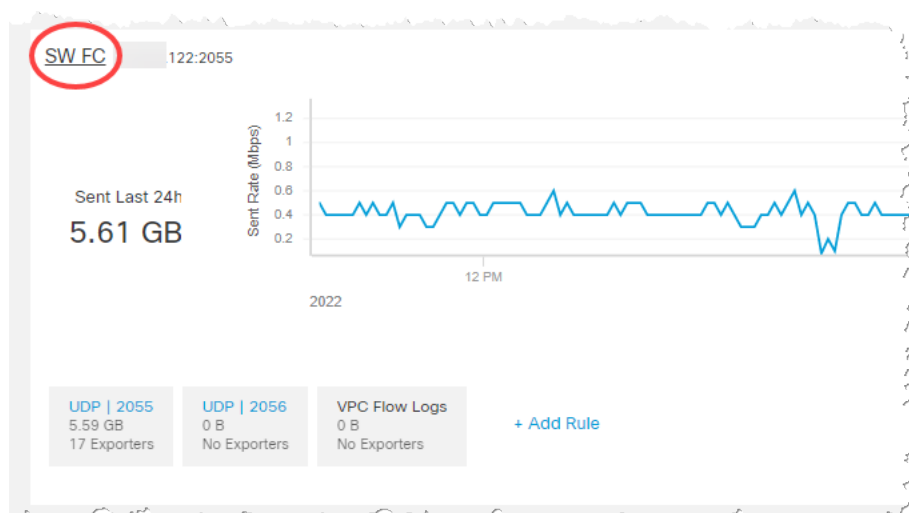 SW FC .122:2055
Sent Last 24h
5.61 GB
Sent Rate (Mbps)
1.2
1
0.8
0.6
0.4
0.2
12 PM
2022
UDP | 2055
5.59 GB
17 Exporters
UDP | 2056
0 B
No Exporters
VPC Flow Logs
0 B
No Exporters
+ Add Rule